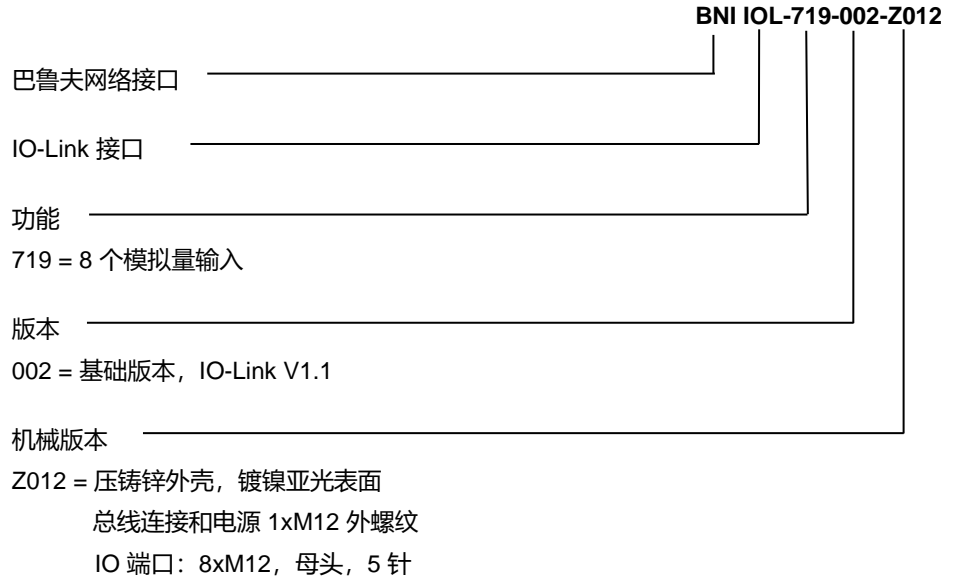 BNI IOL-719-002-Z012
巴鲁夫网络接口
IO-Link 接口
功能
719 = 8 个模拟量输入
版本
002 = 基础版本，IO-Link V1.1
机械版本
Z012 = 压铸锌外壳，镀镍亚光表面
总线连接和电源 1xM12 外螺纹
IO 端口：8xM12，母头，5 针